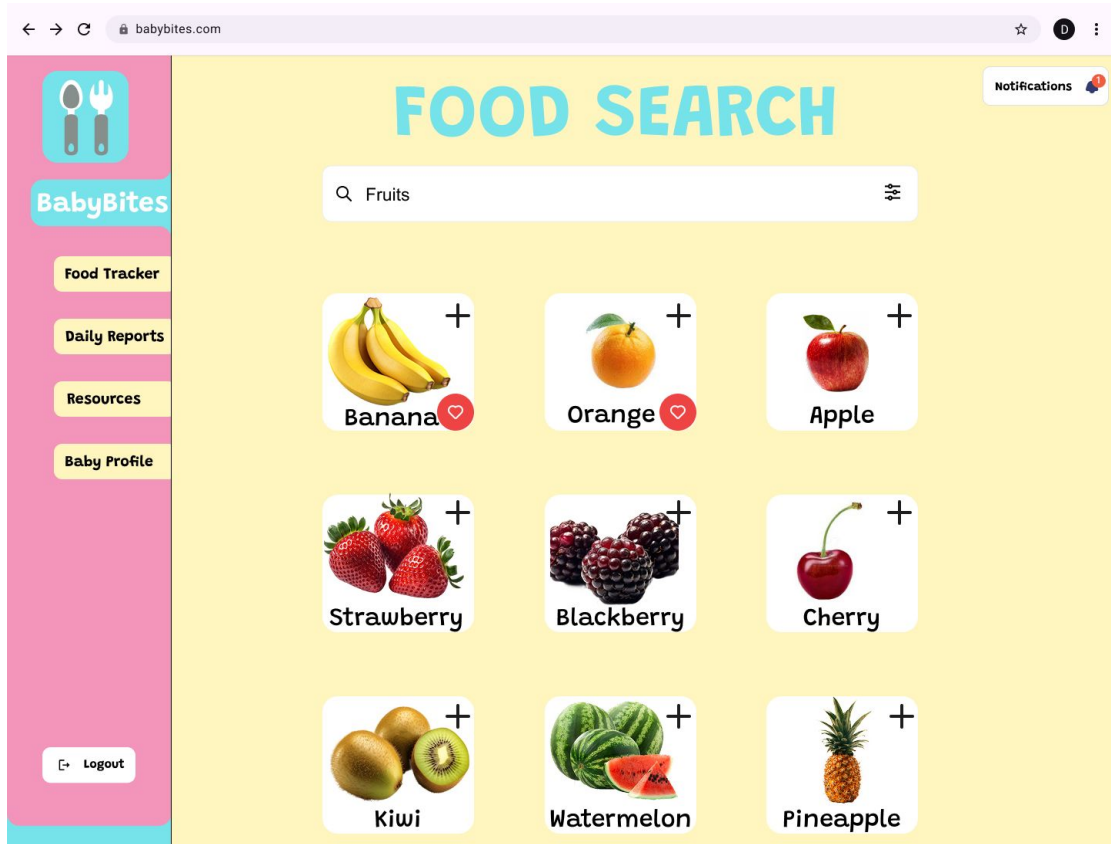 babybites.com
D
Notifications 1
FOOD SEARCH
BabyBites
Fruits
Food Tracker
Daily Reports
Resources
Baby Profile
Logout
Banana
Orange
Apple
Strawberry
Blackberry
Cherry
Kiwi
Watermelon
Pineapple